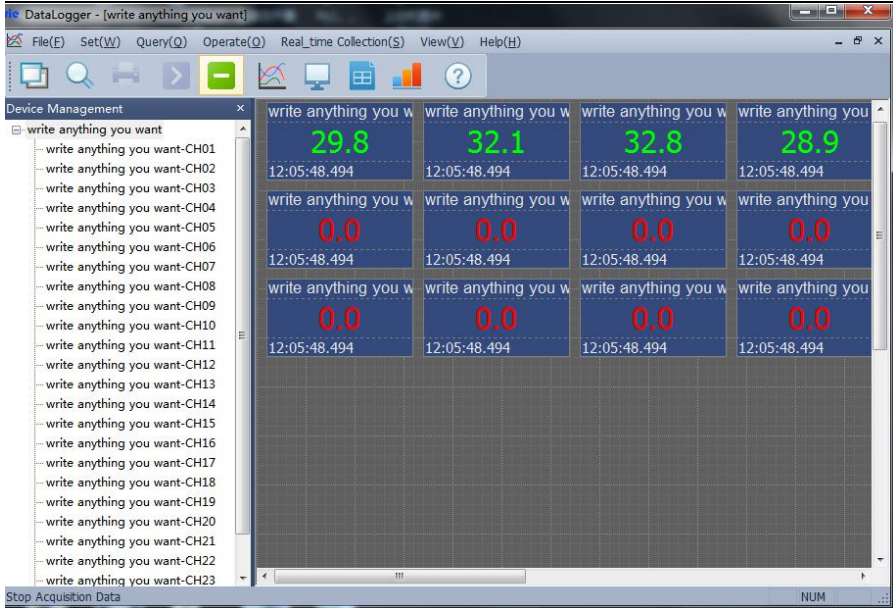 DataLogger - [write anything you want]
File(F) Set(W) Query(Q) Operate(O) Real_time Collection(S) View(V) Help(H)
Device Management
write anything you want
write anything you want-CH01
write anything you want-CH02
write anything you want-CH03
write anything you want-CH04
write anything you want-CH05
write anything you want-CH06
write anything you want-CH07
write anything you want-CH08
write anything you want-CH09
write anything you want-CH10
write anything you want-CH11
write anything you want-CH12
write anything you want-CH13
write anything you want-CH14
write anything you want-CH15
write anything you want-CH16
write anything you want-CH17
write anything you want-CH18
write anything you want-CH19
write anything you want-CH20
write anything you want-CH21
write anything you want-CH22
write anything you want-CH23
write anything you w write anything you w write anything you w write anything you
29.8 32.1 32.8 28.9
12:05:48.494 12:05:48.494 12:05:48.494 12:05:48.494
write anything you w write anything you w write anything you w write anything you
0.0 0.0 0.0 0.0
12:05:48.494 12:05:48.494 12:05:48.494 12:05:48.494
write anything you w write anything you w write anything you w write anything you
0.0 0.0 0.0 0.0
12:05:48.494 12:05:48.494 12:05:48.494 12:05:48.494
Stop Acquisition Data NUM